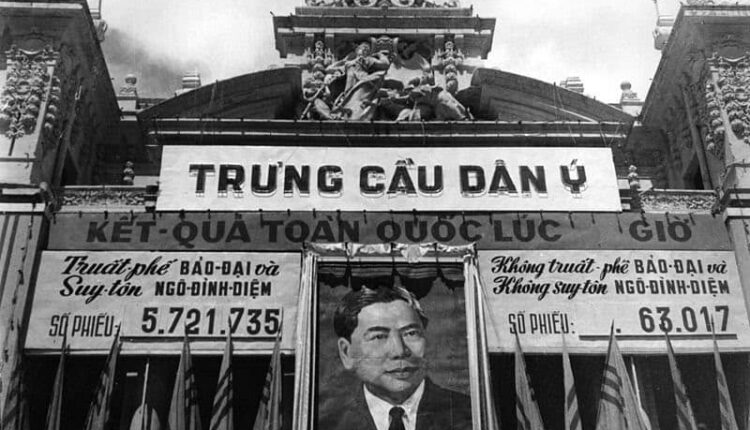 TRƯNG CẦU DÂN Ý
KẾT-QUẢ TOÀN QUỐC LÚC GIỜ
Truất-phế BẢO-ĐẠI và
Suy-tôn NGÔ-ĐÌNH-DIỆM
SỐ PHIẾU: 5.721.735
Không truất-phế BẢO-ĐẠI và
Không suy-tôn NGÔ-ĐÌNH-DIỆM
SỐ PHIẾU: . 63.017